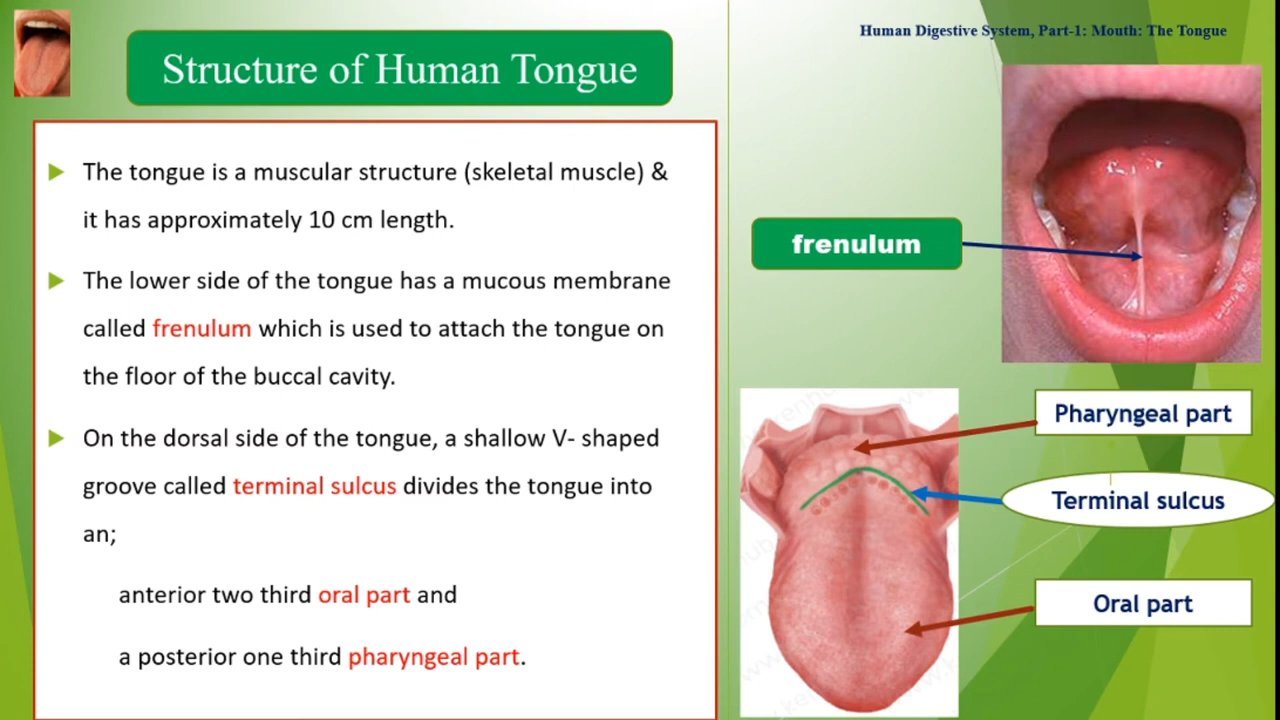 Human Digestive System, Part-1: Mouth: The Tongue
Structure of Human Tongue
The tongue is a muscular structure (skeletal muscle) &
it has approximately 10 cm length.
The lower side of the tongue has a mucous membrane
called frenulum which is used to attach the tongue on
the floor of the buccal cavity.
On the dorsal side of the tongue, a shallow V- shaped
groove called terminal sulcus divides the tongue into
an;
anterior two third oral part and
a posterior one third pharyngeal part.
frenulum
Pharyngeal part
Terminal sulcus
Oral part